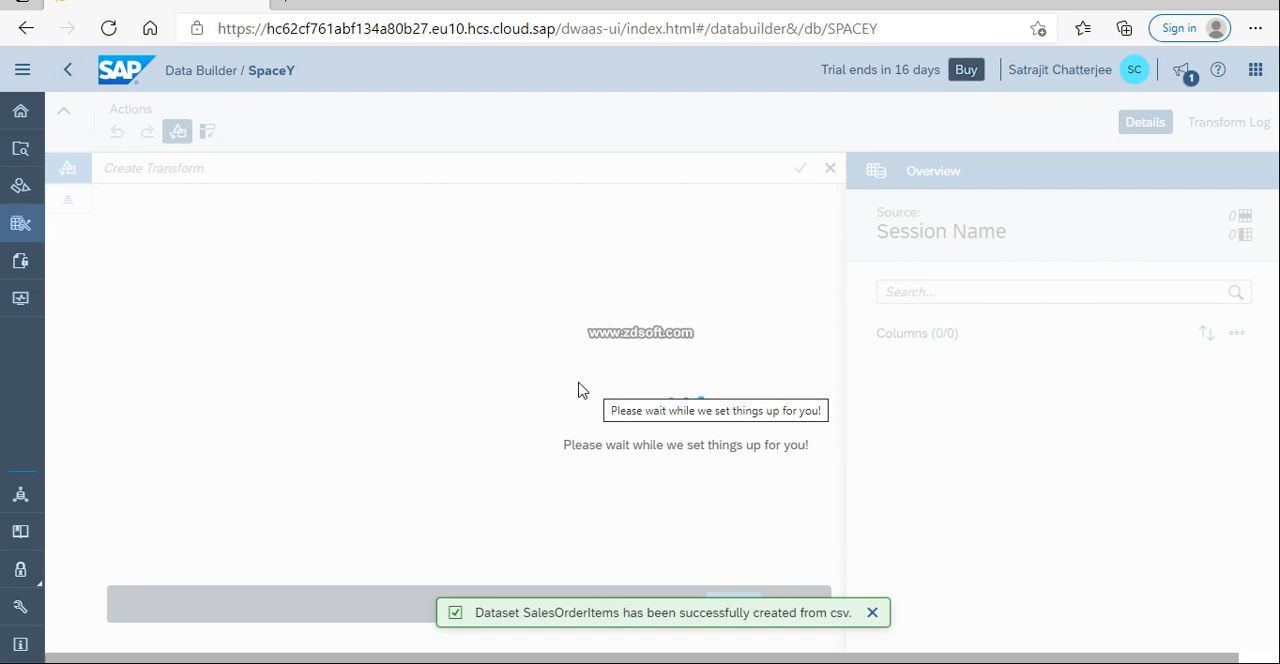 https://hc62cf761abf134a80b27.eu10.hcs.cloud.sap/dwaas-ui/index.html#/databuilder&/db/SPACEY
Sign in
SAP
Data Builder / SpaceY
Trial ends in 16 days
Buy
Satrajit Chatterjee
SC
1
Actions
Details
Transform Log
Create Transform
Overview
Source:
Session Name
0
0
Search...
Columns (0/0)
www.zdsoft.com
Please wait while we set things up for you!
Please wait while we set things up for you!
Dataset SalesOrderItems has been successfully created from csv.